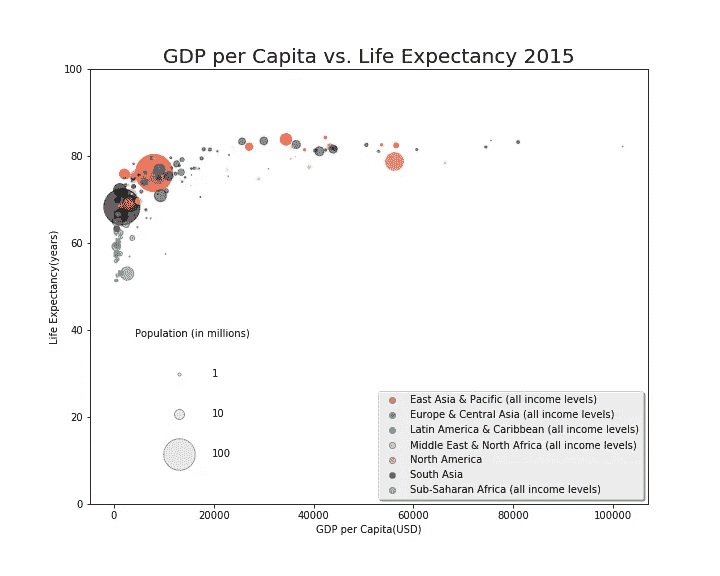 GDP per Capita vs. Life Expectancy 2015
100
80
60
40
20
0
Life Expectancy(years)
Population (in millions)
1
10
100
East Asia & Pacific (all income levels)
Europe & Central Asia (all income levels)
Latin America & Caribbean (all income levels)
Middle East & North Africa (all income levels)
North America
South Asia
Sub-Saharan Africa (all income levels)
0
20000
40000
60000
80000
100000
GDP per Capita(USD)